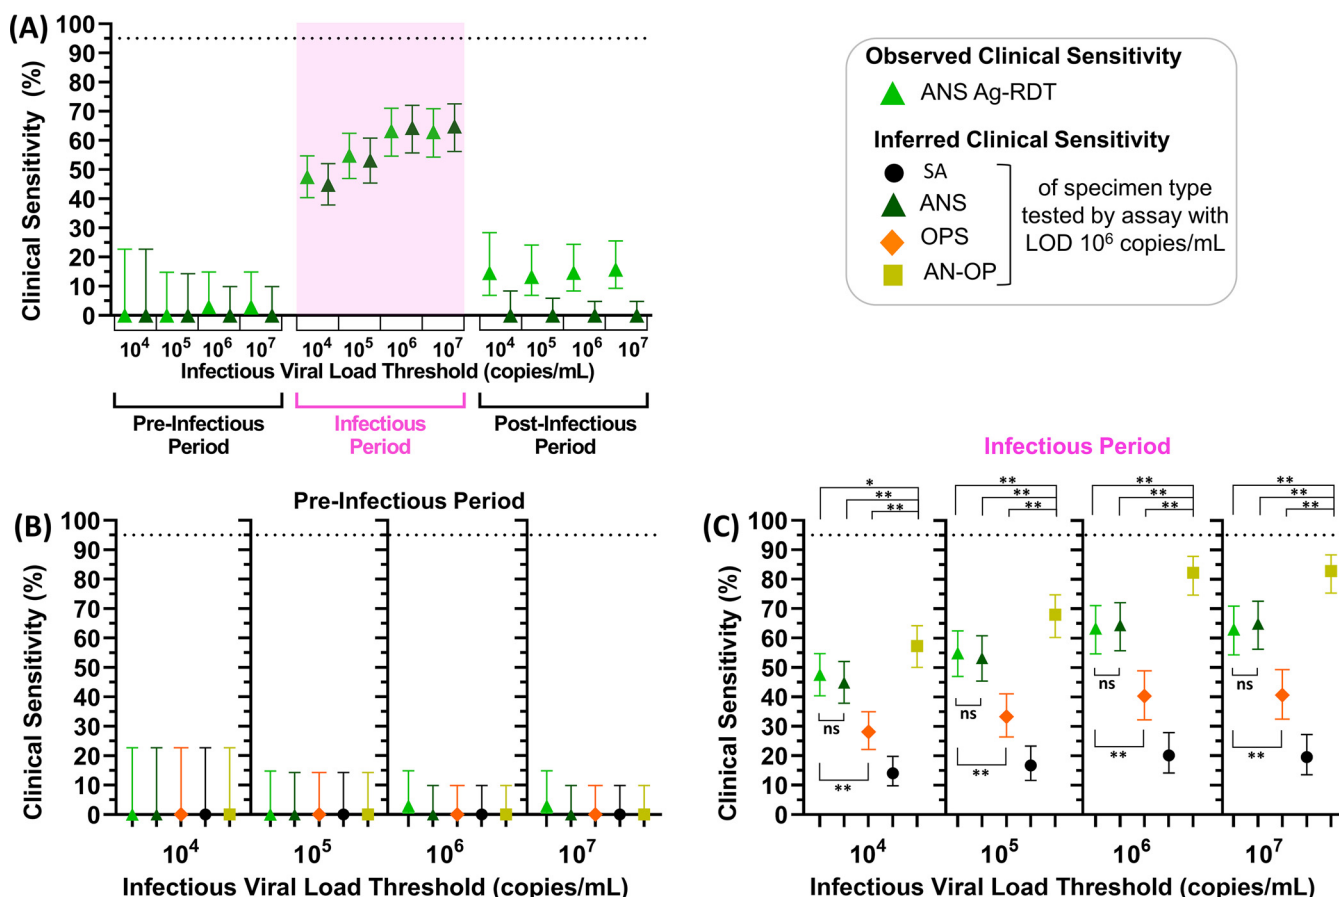 (A)
100
90
80
70
60
50
40
30
20
10
0
Clinical Sensitivity (%)
10⁴ 10⁵ 10⁶ 10⁷ 10⁴ 10⁵ 10⁶ 10⁷ 10⁴ 10⁵ 10⁶ 10⁷
Infectious Viral Load Threshold (copies/mL)
Pre-Infectious
Period
Infectious
Period
Post-Infectious
Period
Observed Clinical Sensitivity
ANS Ag-RDT
Inferred Clinical Sensitivity
SA
ANS
OPS
AN-OP
of specimen type
tested by assay with
LOD 10⁶ copies/mL
(B)
Pre-Infectious Period
100
90
80
70
60
50
40
30
20
10
0
Clinical Sensitivity (%)
10⁴ 10⁵ 10⁶ 10⁷
Infectious Viral Load Threshold (copies/mL)
Infectious Period
(C)
* ** ** **
** ** ** **
** ** ** **
100
90
80
70
60
50
40
30
20
10
0
Clinical Sensitivity (%)
ns ns ns ns
** ** ** **
10⁴ 10⁵ 10⁶ 10⁷
Infectious Viral Load Threshold (copies/mL)